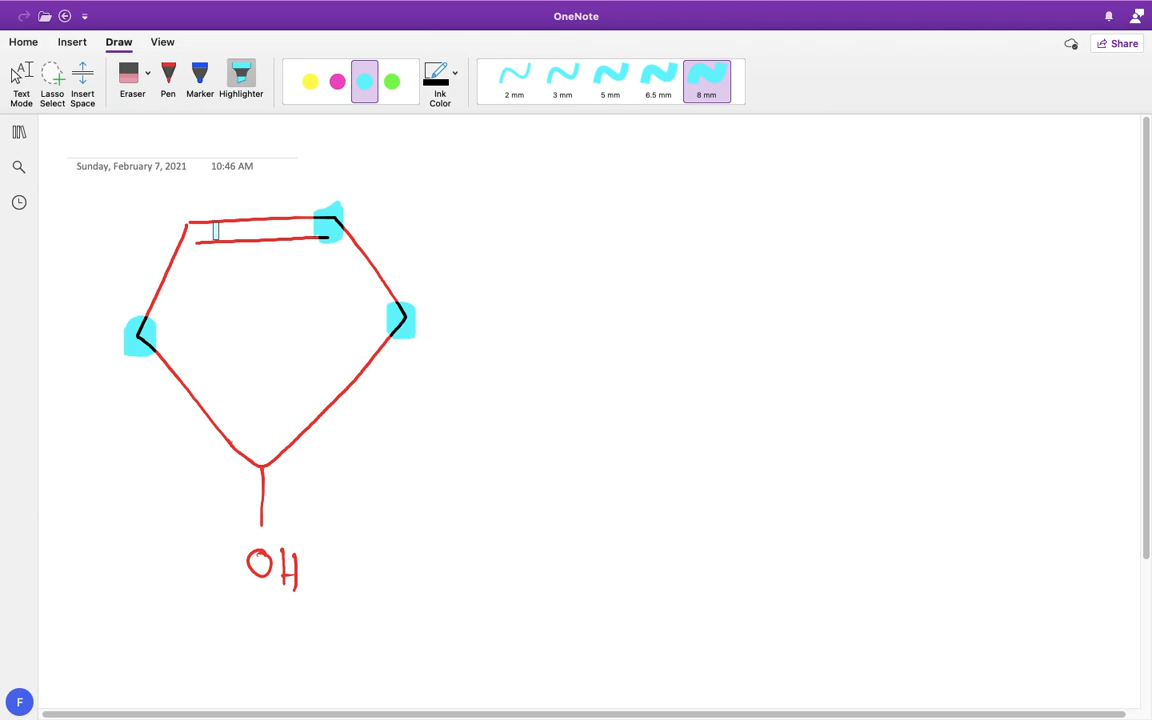 OneNote
Home Insert Draw View
Share
Text Mode
Lasso Select
Insert Space
Eraser
Pen
Marker
Highlighter
Ink Color
2 mm
3 mm
5 mm
6.5 mm
8 mm
Sunday, February 7, 2021 10:46 AM
OH
F